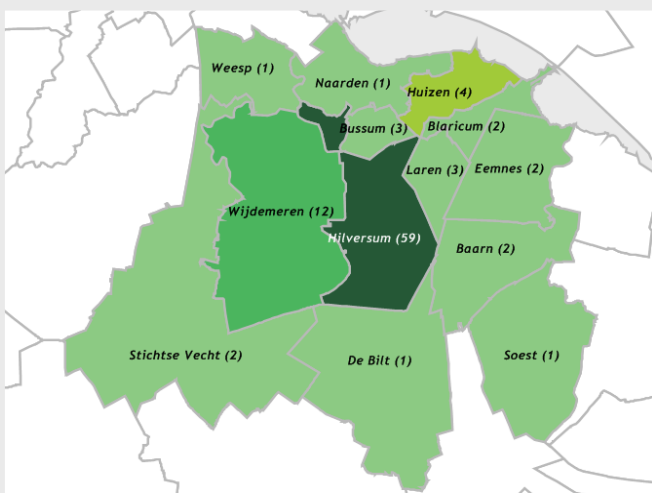 Weesp (1)
Naarden (1)
Huizen (4)
Bussum (3)
Blaricum (2)
Laren (3)
Eemnes (2)
Wijdemeren (12)
Hilversum (59)
Baarn (2)
Stichtse Vecht (2)
De Bilt (1)
Soest (1)